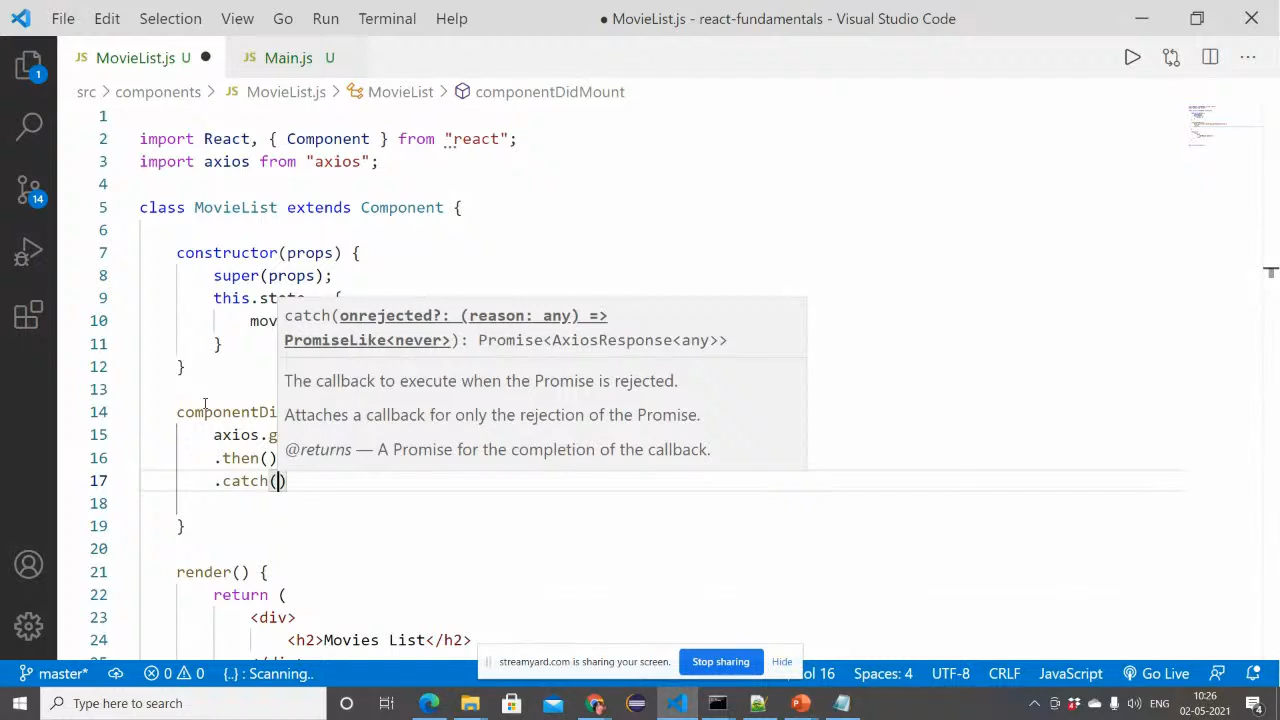 File Edit Selection View Go Run Terminal Help ● MovieList.js - react-fundamentals - Visual Studio Code
JS MovieList.js U ● JS Main.js U
src > components > JS MovieList.js > MovieList > componentDidMount
1
2 import React, { Component } from "react";
3 import axios from "axios";
4
5 class MovieList extends Component {
6
7 constructor(props) {
8 super(props);
9 this.state = {
10 mov
11 }
12 }
13
14 componentDi
15 axios.g
16 .then()
17 .catch()
18
19 }
20
21 render() {
22 return (
23 <div>
24 <h2>Movies List</h2>
catch(onrejected?: (reason: any) =>
PromiseLike<never>): Promise<AxiosResponse<any>>
The callback to execute when the Promise is rejected.
Attaches a callback for only the rejection of the Promise.
@returns — A Promise for the completion of the callback.
1
14
streamyard.com is sharing your screen. Stop sharing Hide
master* 0 0 {..} : Scanning.. ol 16 Spaces: 4 UTF-8 CRLF JavaScript Go Live
Type here to search
ENG 10:26
02-05-2021